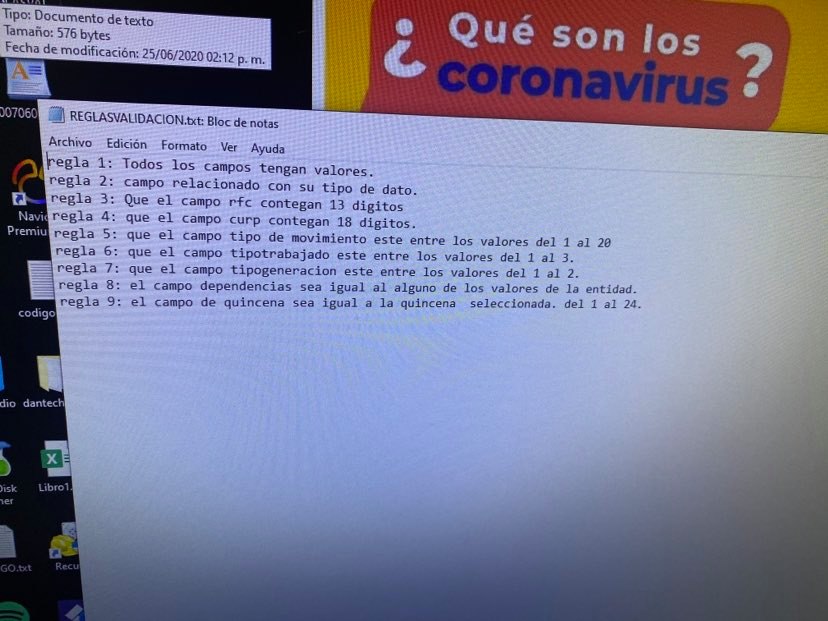 Tipo: Documento de texto
Tamaño: 576 bytes
Fecha de modificación: 25/06/2020 02:12 p. m.
¿Qué son los
coronavirus?
007060
REGLASVALIDACION.txt: Bloc de notas
Archivo Edición Formato Ver Ayuda
regla 1: Todos los campos tengan valores.
regla 2: campo relacionado con su tipo de dato.
regla 3: Que el campo rfc contegan 13 digitos
regla 4: que el campo curp contegan 18 digitos.
regla 5: que el campo tipo de movimiento este entre los valores del 1 al 20
regla 6: que el campo tipotrabajado este entre los valores del 1 al 3.
regla 7: que el campo tipogeneracion este entre los valores del 1 al 2.
regla 8: el campo dependencias sea igual al alguno de los valores de la entidad.
regla 9: el campo de quincena sea igual a la quincena  seleccionada. del 1 al 24.
Navic
Premiu
codigo
dio dantech
Disk
ner
Libro1.
GO.txt
Recu